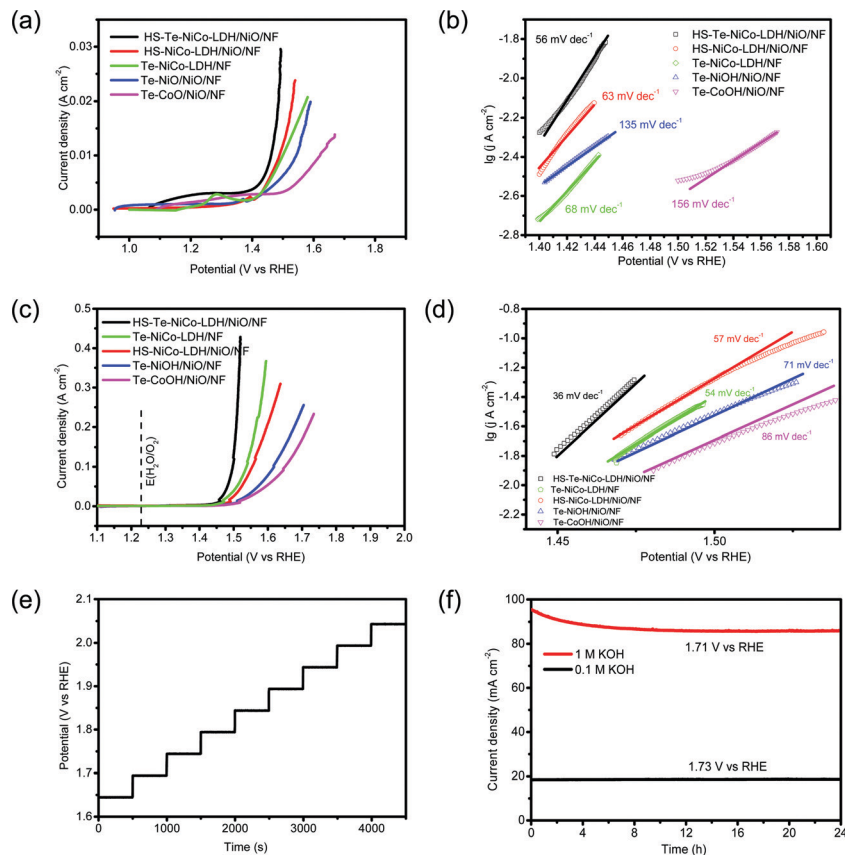 (a)
HS-Te-NiCo-LDH/NiO/NF
HS-NiCo-LDH/NiO/NF
Te-NiCo-LDH/NF
Te-NiO/NiO/NF
Te-CoO/NiO/NF
Current density (A cm⁻²)
0.03
0.02
0.01
0.00
1.0 1.2 1.4 1.6 1.8
Potential (V vs RHE)
(b)
HS-Te-NiCo-LDH/NiO/NF
HS-NiCo-LDH/NiO/NF
Te-NiCo-LDH/NF
Te-NiOH/NiO/NF
Te-CoOH/NiO/NF
56 mV dec⁻¹
63 mV dec⁻¹
135 mV dec⁻¹
68 mV dec⁻¹
156 mV dec⁻¹
lg (j A cm⁻²)
-1.8
-2.0
-2.2
-2.4
-2.6
-2.8
1.40 1.42 1.44 1.46 1.48 1.50 1.52 1.54 1.56 1.58 1.60
Potential (V vs RHE)
(c)
HS-Te-NiCo-LDH/NiO/NF
Te-NiCo-LDH/NF
HS-NiCo-LDH/NiO/NF
Te-NiOH/NiO/NF
Te-CoOH/NiO/NF
E(H₂O/O₂)
Current density (A cm⁻²)
0.5
0.4
0.3
0.2
0.1
0.0
1.1 1.2 1.3 1.4 1.5 1.6 1.7 1.8 1.9 2.0
Potential (V vs RHE)
(d)
57 mV dec⁻¹
71 mV dec⁻¹
36 mV dec⁻¹
54 mV dec⁻¹
86 mV dec⁻¹
HS-Te-NiCo-LDH/NiO/NF
Te-NiCo-LDH/NF
HS-NiCo-LDH/NiO/NF
Te-NiOH/NiO/NF
Te-CoOH/NiO/NF
lg (j A cm⁻²)
-0.8
-1.0
-1.2
-1.4
-1.6
-1.8
-2.0
-2.2
1.45 1.50
Potential (V vs RHE)
(e)
Potential (V vs RHE)
2.1
2.0
1.9
1.8
1.7
1.6
0 1000 2000 3000 4000
Time (s)
(f)
1.71 V vs RHE
1 M KOH
0.1 M KOH
1.73 V vs RHE
Current density (mA cm⁻²)
100
80
60
40
20
0
0 4 8 12 16 20 24
Time (h)